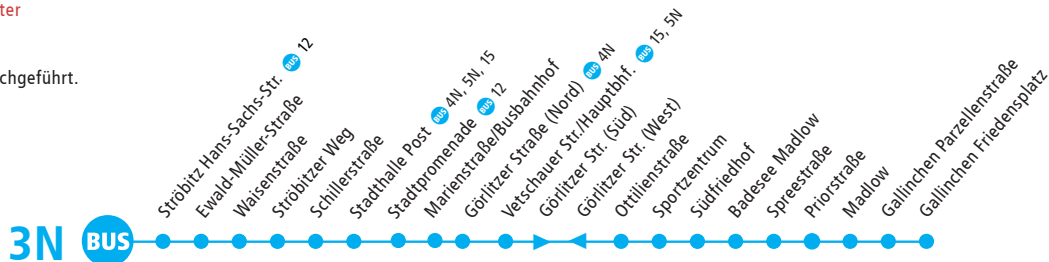 ter
chgeführt.
Ströbitz Hans-Sachs-Str. BUS 12
Ewald-Müller-Straße
Waisenstraße
Ströbitzer Weg
Schillerstraße
Stadthalle Post BUS 4N, 5N, 15
Stadtpromenade BUS 12
Marienstraße/Busbahnhof
Görlitzer Straße (Nord) BUS 4N
Vetschauer Str./Hauptbhf. BUS 15, 5N
Görlitzer Str. (Süd)
Görlitzer Str. (West)
Ottilienstraße
Sportzentrum
Südfriedhof
Badesee Madlow
Spreestraße
Priorstraße
Madlow
Gallinchen Parzellenstraße
Gallinchen Friedensplatz
3N BUS